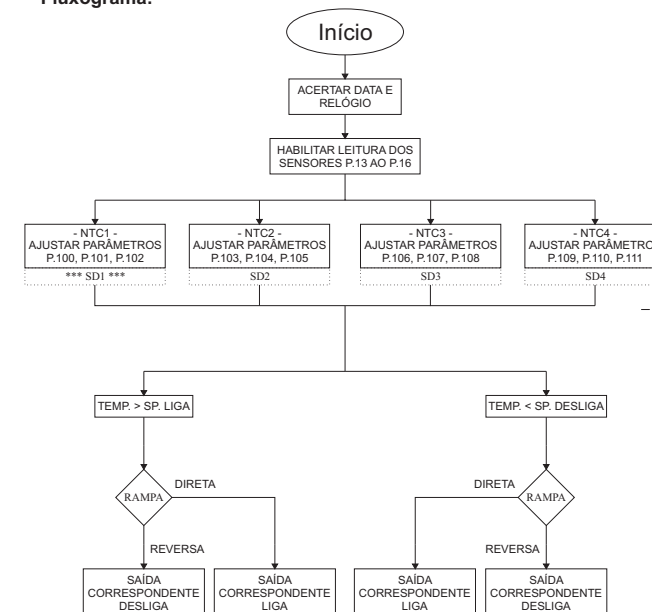 Fluxograma:
Início
ACERTAR DATA E
RELÓGIO
HABILITAR LEITURA DOS
SENSORES P.13 AO P.16
- NTC1 -
AJUSTAR PARÂMETROS
P.100, P.101, P.102
*** SD1 ***
- NTC2 -
AJUSTAR PARÂMETROS
P.103, P.104, P.105
SD2
- NTC3 -
AJUSTAR PARÂMETROS
P.106, P.107, P.108
SD3
- NTC4 -
AJUSTAR PARÂMETRO
P.109, P.110, P.111
SD4
TEMP. > SP. LIGA
TEMP. < SP. DESLIGA
RAMPA
DIRETA
REVERSA
DIRETA
RAMPA
REVERSA
SAÍDA
CORRESPONDENTE
DESLIGA
SAÍDA
CORRESPONDENTE
LIGA
SAÍDA
CORRESPONDENTE
LIGA
SAÍDA
CORRESPONDENTE
DESLIGA